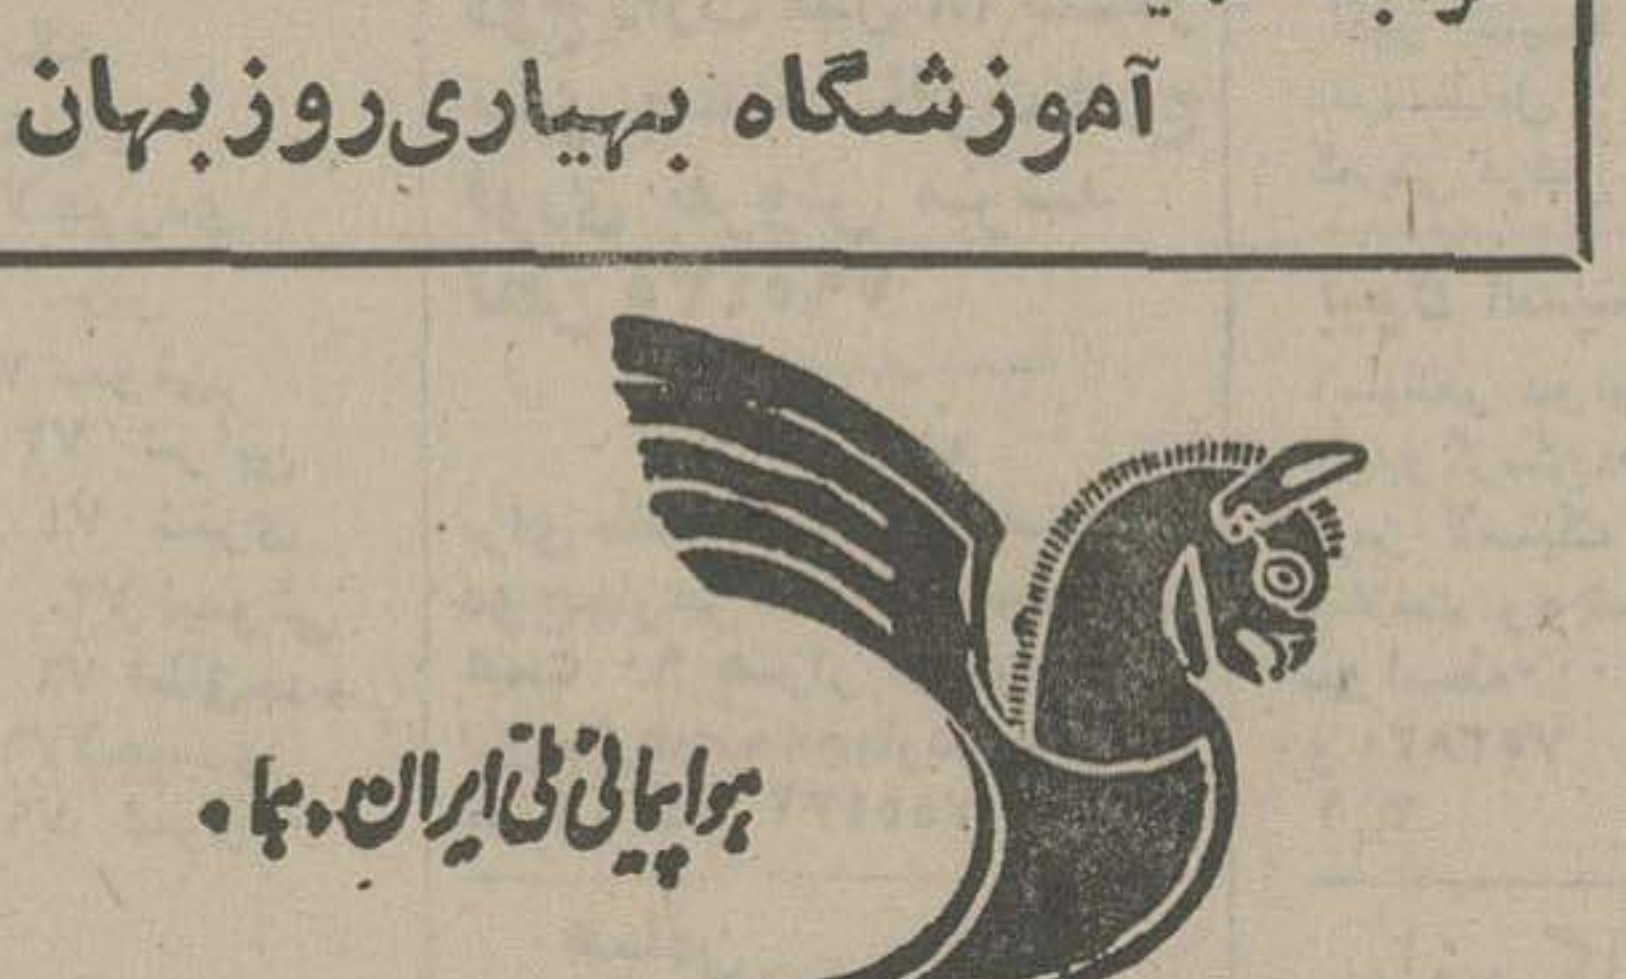 آموزشگاه بهیاری روزبهان
هواپیمائی ملی ایران.هما.